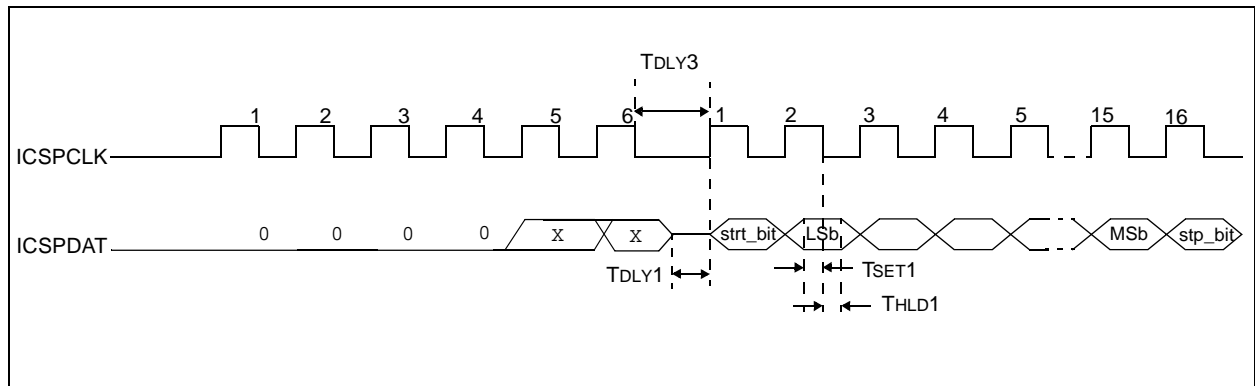 TDLY3
1 2 3 4 5 6 1 2 3 4 5 15 16
ICSPCLK
ICSPDAT 0 0 0 0 X X strt_bit LSb MSb stp_bit
TDLY1 TSET1
THLD1